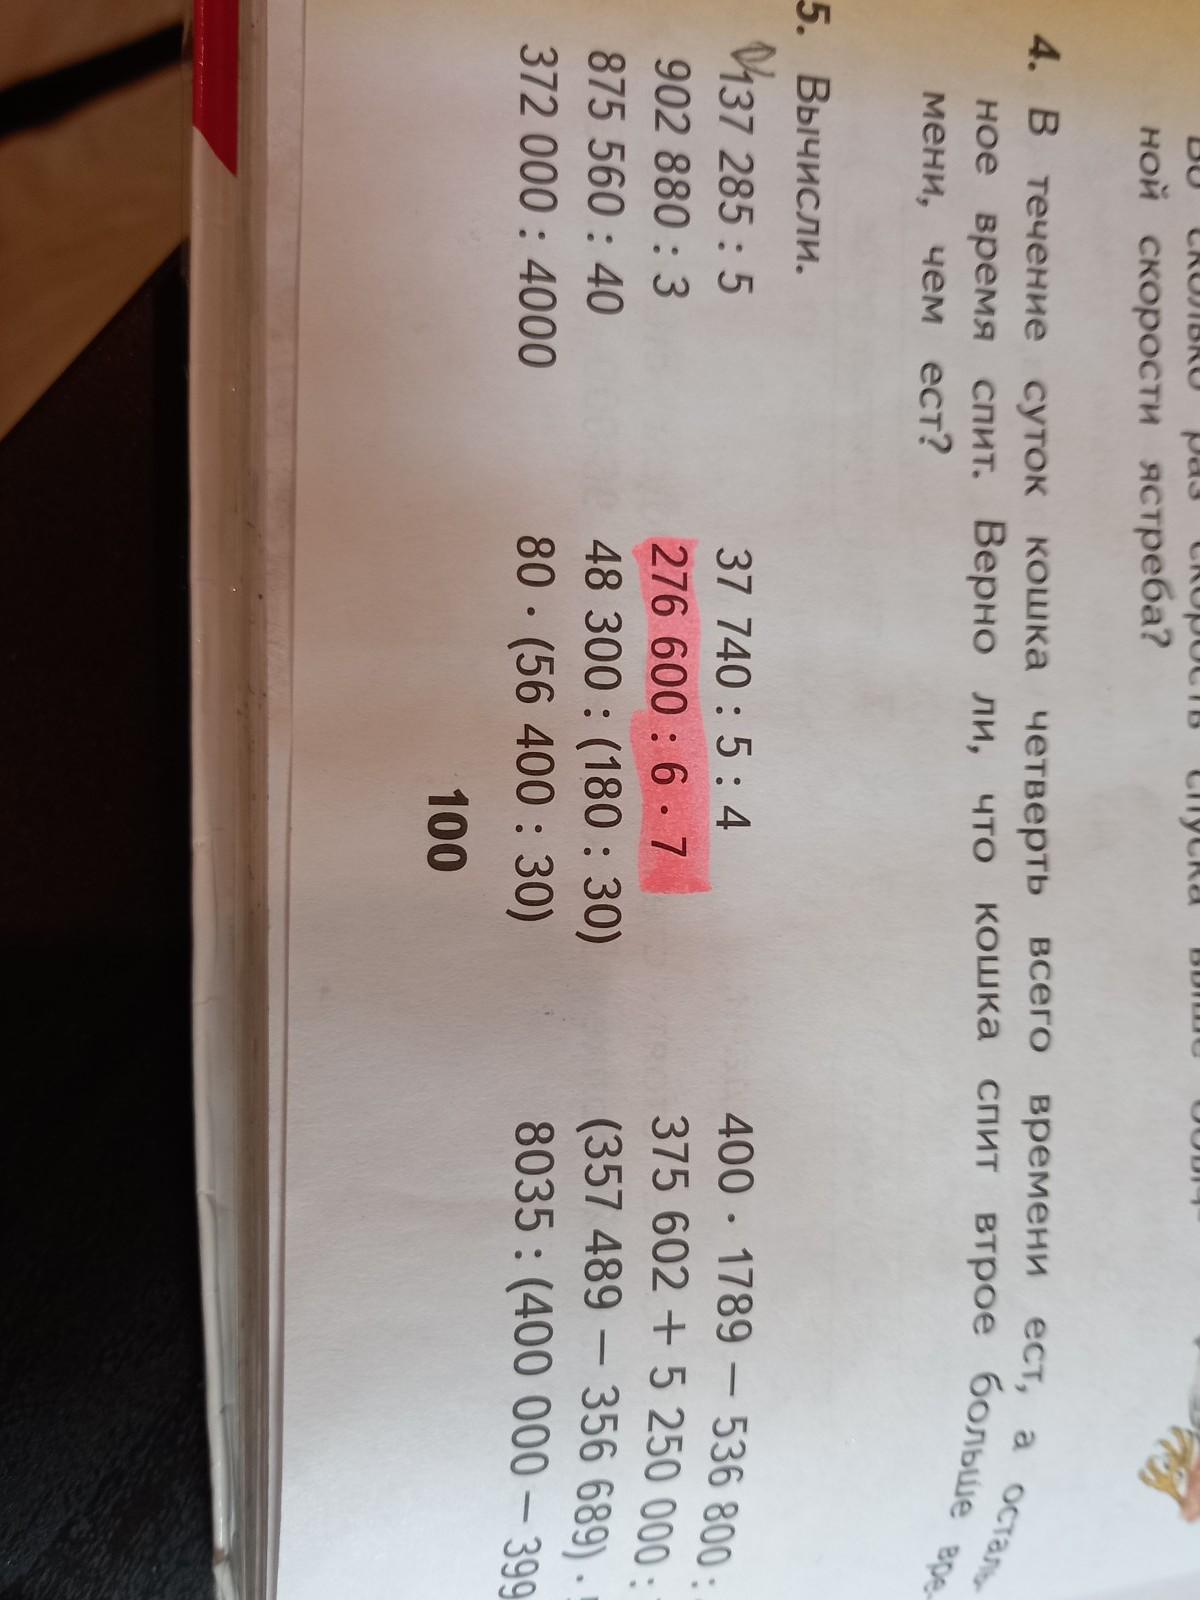 ной скорости ястреба?
4. В течение суток кошка четверть всего времени ест, а осталь-
ное время спит. Верно ли, что кошка спит втрое больше вре-
мени, чем ест?
5. Вычисли.
137 285 : 5 37 740 : 5 : 4 400 · 1789 − 536 800 :
902 880 : 3 276 600 : 6 · 7 375 602 + 5 250 000 :
875 560 : 40 48 300 : (180 : 30) (357 489 − 356 689) ·
372 000 : 4000 80 · (56 400 : 30) 8035 : (400 000 − 399
100